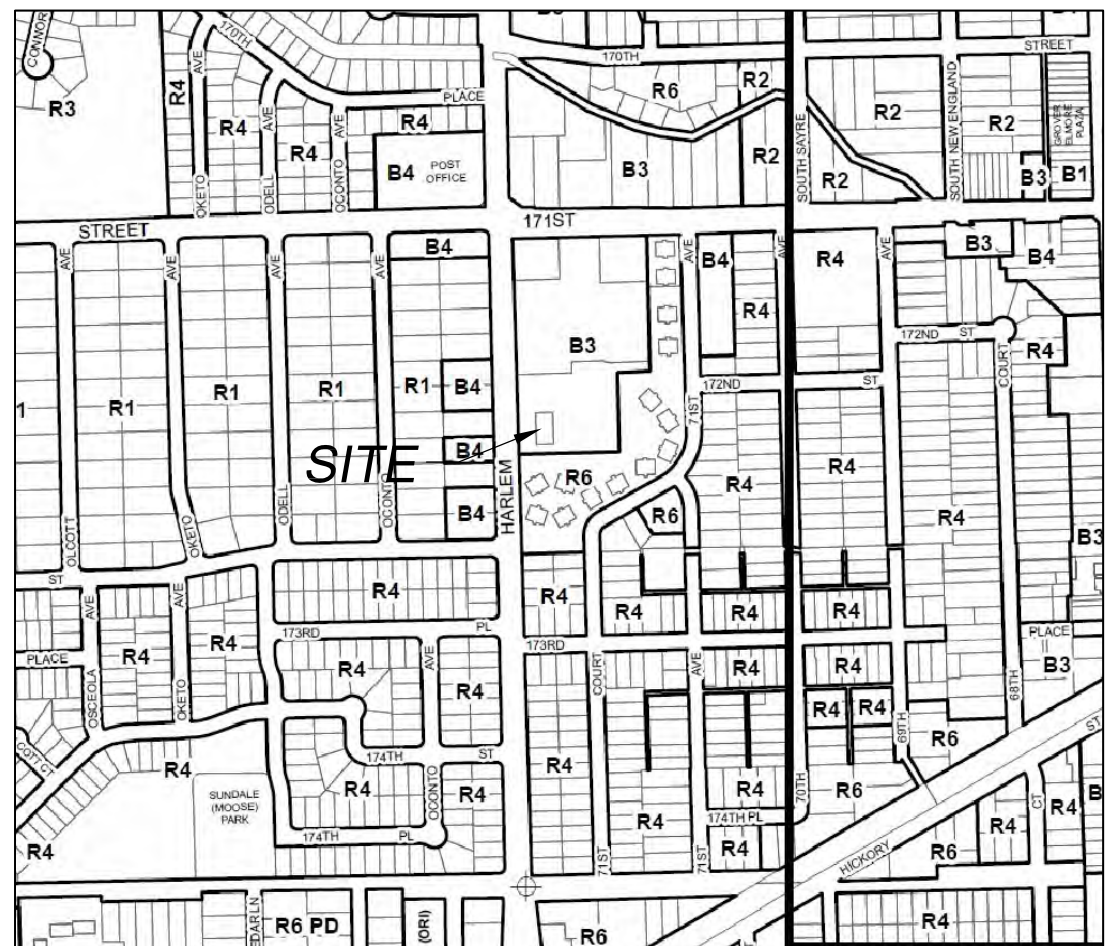 CONNOR
R3
R4
OKETO
AVE
170TH
R4
ODELL
AVE
R4
OCONTO
AVE
PLACE
R4
B4
POST
OFFICE
170TH
STREET
R6
R2
B3
R2
SOUTH SAYRE
R2
R2
SOUTH NEW ENGLAND
R2
GROVER
ELMORE
PLAZA
B3
B1
STREET
171ST
AVE
AVE
AVE
AVE
B4
R1
R1
R1
R1
B4
B4
B4
OLCOTT
OKETO
ODELL
OCONTO
HARLEM
SITE
B3
AVE
B4
AVE
R4
R4
AVE
B3
B4
172ND
ST
COURT
R4
172ND
ST
71ST
R6
R4
R4
R4
R6
B3
ST
AVE
AVE
R4
R4
R4
R4
R4
R4
R4
173RD
PL
173RD
PLACE
PLACE
OSCEOLA
OKETO
R4
AVE
R4
R4
COURT
AVE
R4
R4
R4
R4
68TH
B3
69TH
R6
ST
COTT CT
R4
174TH
ST
R4
OCONTO
R4
SUNDALE
(MOOSE)
PARK
174TH
PL
R4
R4
R4
R4
174TH PL
R4
70TH
R6
71ST
71ST
HICKORY
R6
R4
CT
R4
R6 PD
(ORI)
R6
R4